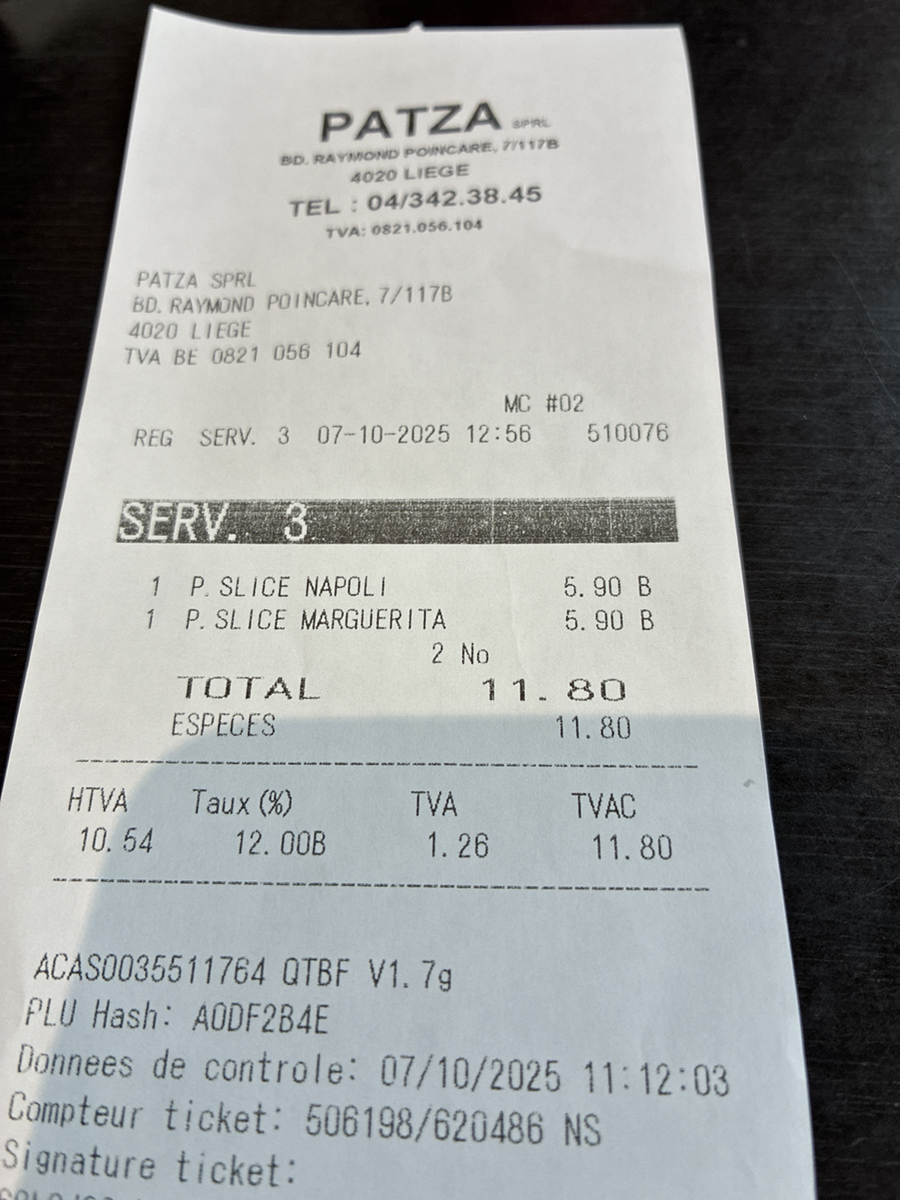 PATZA SPRL
BD. RAYMOND POINCARE, 7/117B
4020 LIEGE
TEL : 04/342.38.45
TVA: 0821.056.104
PATZA SPRL
BD. RAYMOND POINCARE, 7/117B
4020 LIEGE
TVA BE 0821 056 104
MC #02
REG SERV. 3 07-10-2025 12:56 510076
SERV. 3
1 P. SLICE NAPOLI 5.90 B
1 P. SLICE MARGUERITA 5.90 B
2 No
TOTAL 11.80
ESPECES 11.80
HTVA Taux (%) TVA TVAC
10.54 12.00B 1.26 11.80
ACAS0035511764 QTBF V1.7g
PLU Hash: A0DF2B4E
Donnees de controle: 07/10/2025 11:12:03
Compteur ticket: 506198/620486 NS
Signature ticket: